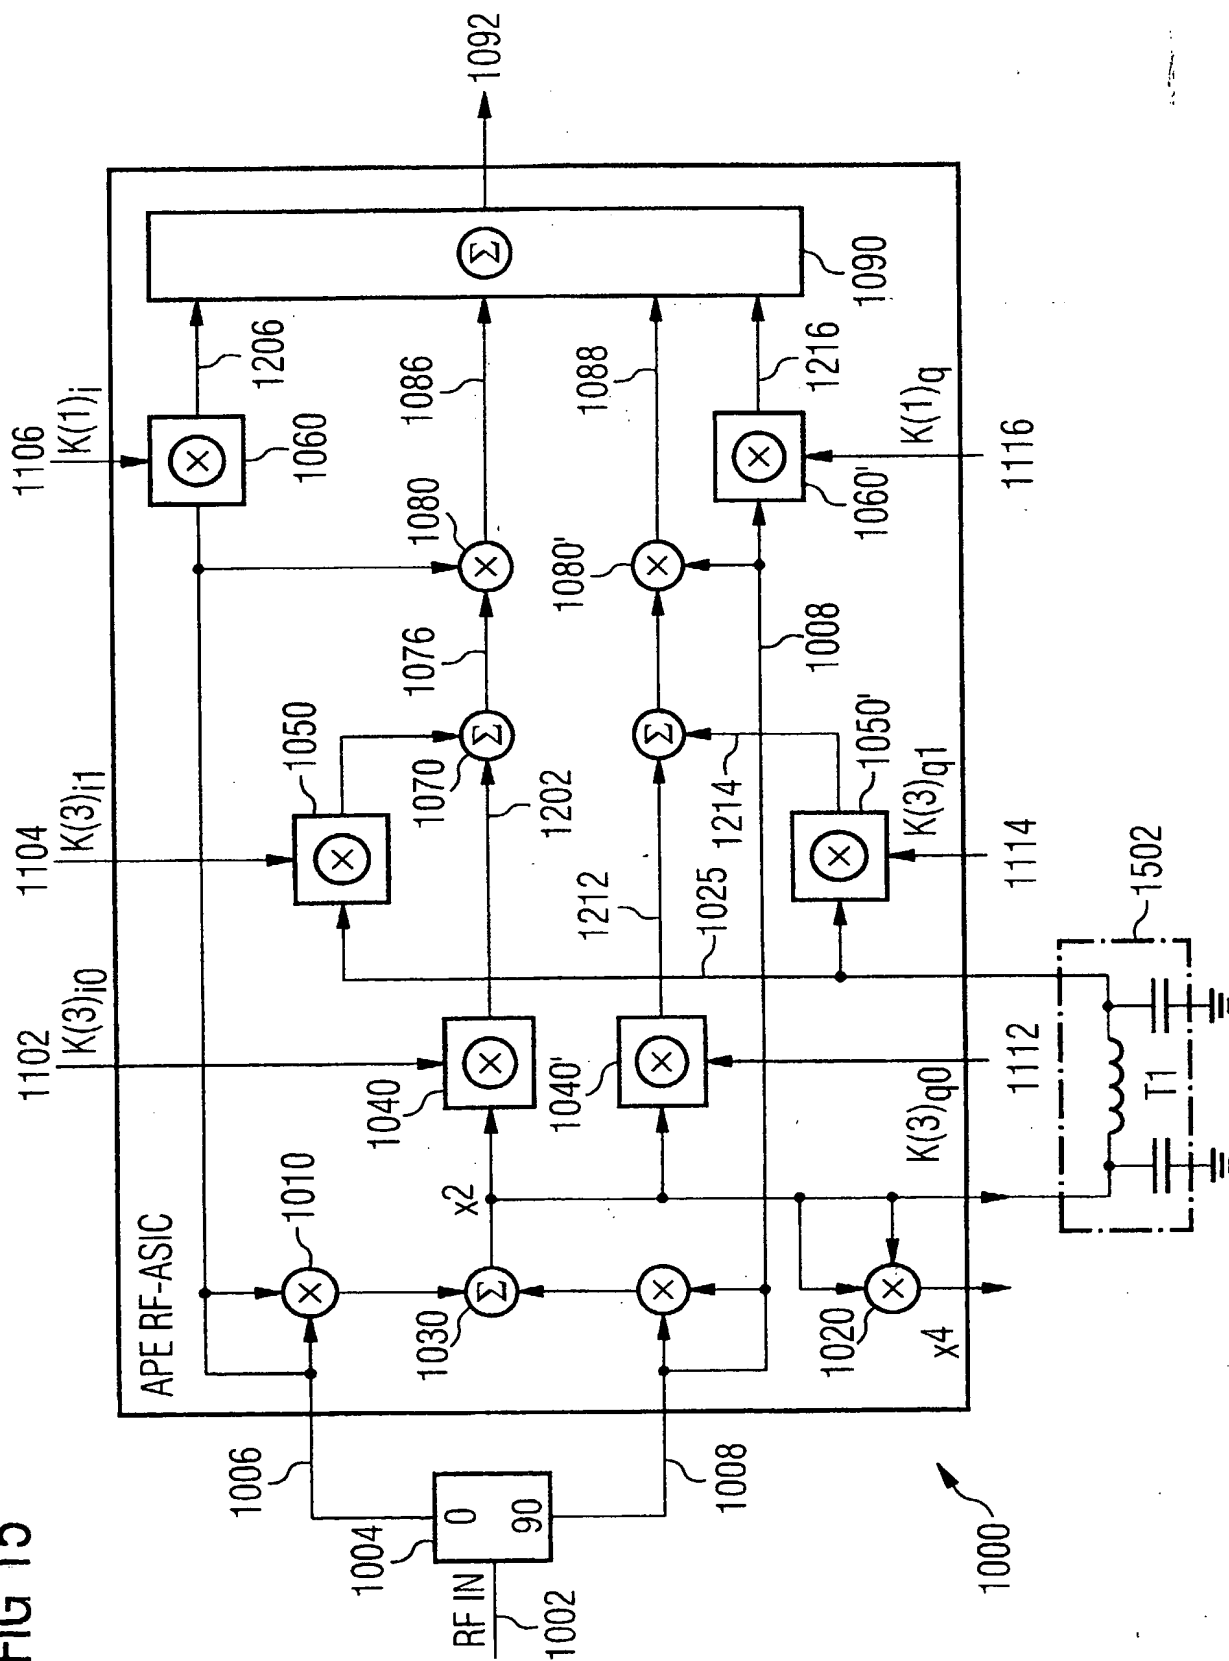 FIG 15
APE RF-ASIC
RF IN
1002
1004
0
90
1006
1008
1000
1010
1030
1020
x2
x4
1102
K(3)i0
1040
1040'
K(3)q0
1112
1104
K(3)i1
1050
1202
1212
1025
1214
1050'
K(3)q1
1114
T1
1502
1070
1076
1080
1080'
1008
1106
K(1)i
1060
1060'
K(1)q
1116
1206
1086
1088
1216
1090
1092
× × × × × × × × × × ×
Σ Σ Σ Σ